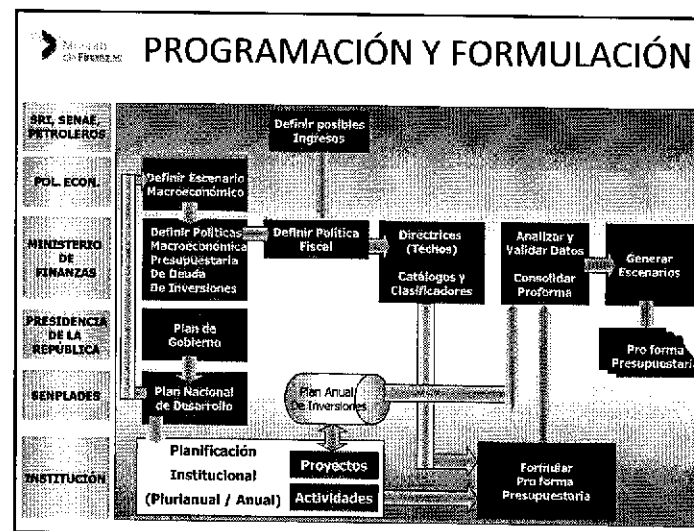 Ministerio
de Finanzas
PROGRAMACIÓN Y FORMULACIÓN
SRI, SENAE,
PETROLEROS
Definir posibles
Ingresos
POL. ECON.
Definir Escenario
Macroeconómico
MINISTERIO
DE
FINANZAS
Definir Políticas
Macroeconómica
Presupuestaria
De Deuda
De Inversiones
Definir Política
Fiscal
Directrices
(Techos)
Catálogos y
Clasificadores
Analizar y
Validar Datos
Consolidar
Proforma
Generar
Escenarios
PRESIDENCIA
DE LA
REPÚBLICA
Plan de
Gobierno
Pro forma
Presupuestaria
SENPLADES
Plan Nacional
de Desarrollo
Plan Anual
De Inversiones
INSTITUCIÓN
Planificación
Institucional
(Plurianual / Anual)
Proyectos
Actividades
Formular
Pro forma
Presupuestaria